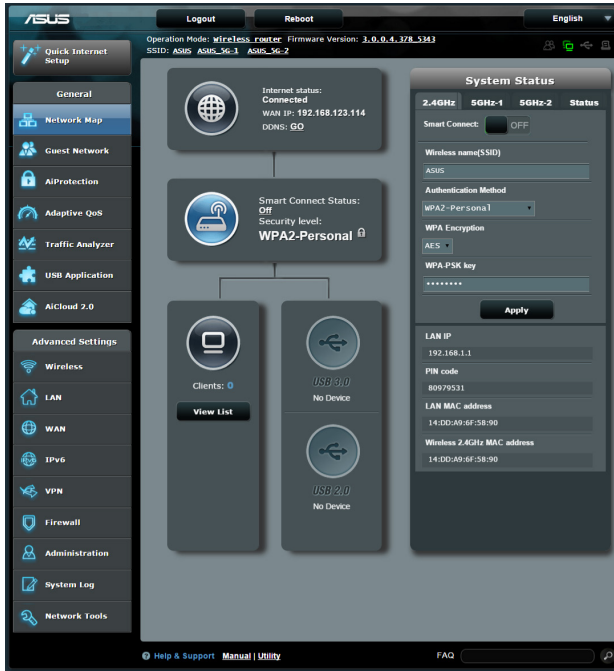 ASUS
Logout
Reboot
English
Quick Internet Setup
Operation Mode: Wireless router Firmware Version: 3.0.0.4.378_5343
SSID: ASUS ASUS_5G-1 ASUS_5G-2
General
Network Map
Guest Network
AiProtection
Adaptive QoS
Traffic Analyzer
USB Application
AiCloud 2.0
Advanced Settings
Wireless
LAN
WAN
IPv6
VPN
Firewall
Administration
System Log
Network Tools
Internet status:
Connected
WAN IP: 192.168.123.114
DDNS: GO
Smart Connect Status:
Off
Security level:
WPA2-Personal
Clients: 0
View List
USB 3.0
No Device
USB 2.0
No Device
System Status
2.4GHz 5GHz-1 5GHz-2 Status
Smart Connect: OFF
Wireless name(SSID)
ASUS
Authentication Method
WPA2-Personal
WPA Encryption
AES
WPA-PSK key
••••••••
Apply
LAN IP
192.168.1.1
PIN code
80979531
LAN MAC address
14:DD:A9:6F:58:90
Wireless 2.4GHz MAC address
14:DD:A9:6F:58:90
Help & Support Manual | Utility
FAQ